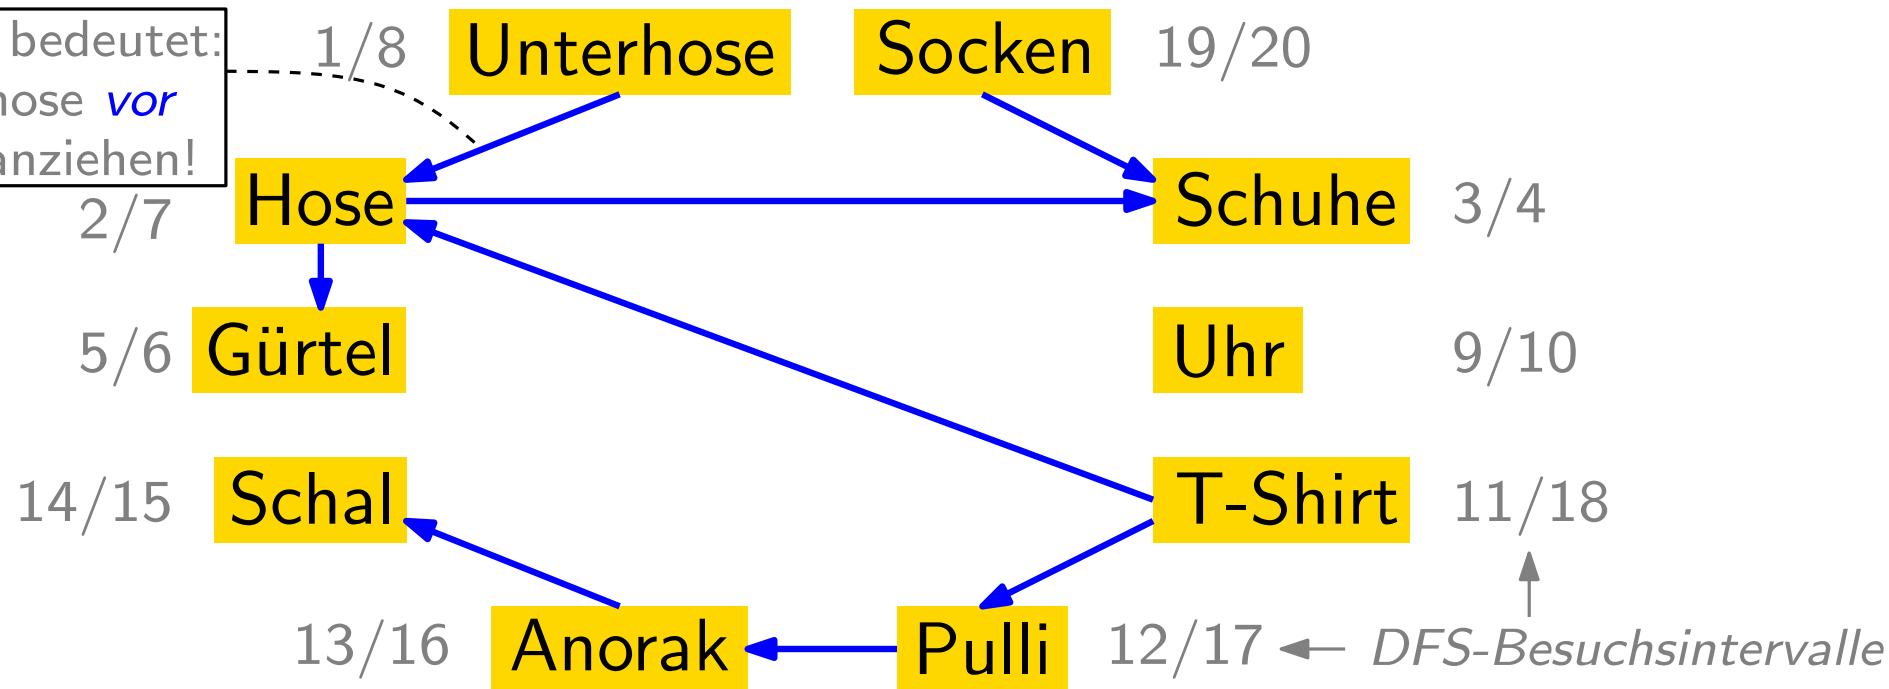 bedeutet:
vor
anziehen!
1/8 Unterhose Socken 19/20
2/7 Hose Schuhe 3/4
5/6 Gürtel Uhr 9/10
14/15 Schal T-Shirt 11/18
13/16 Anorak Pulli 12/17 DFS-Besuchsintervalle